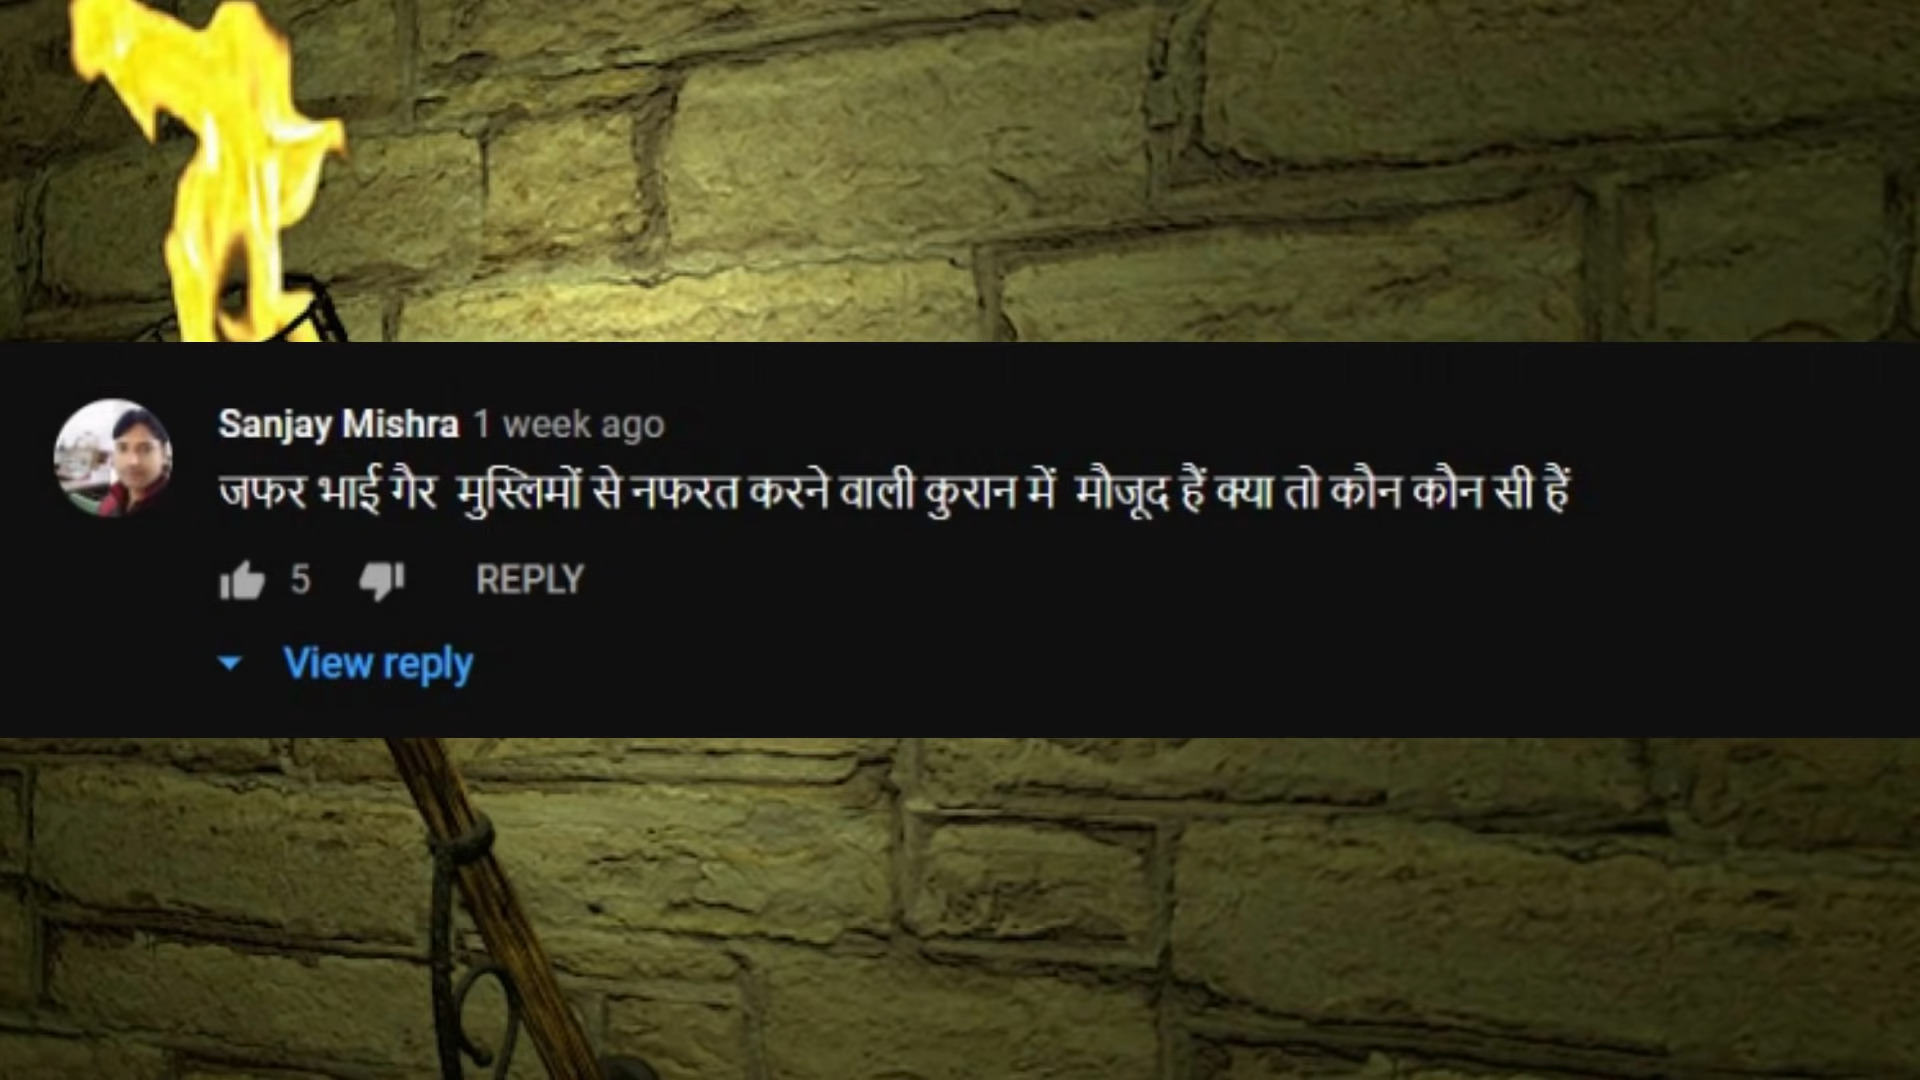 Sanjay Mishra 1 week ago
जफर भाई गैर मुस्लिमों से नफरत करने वाली कुरान में मौजूद हैं क्या तो कौन कौन सी हैं
5 REPLY
View reply